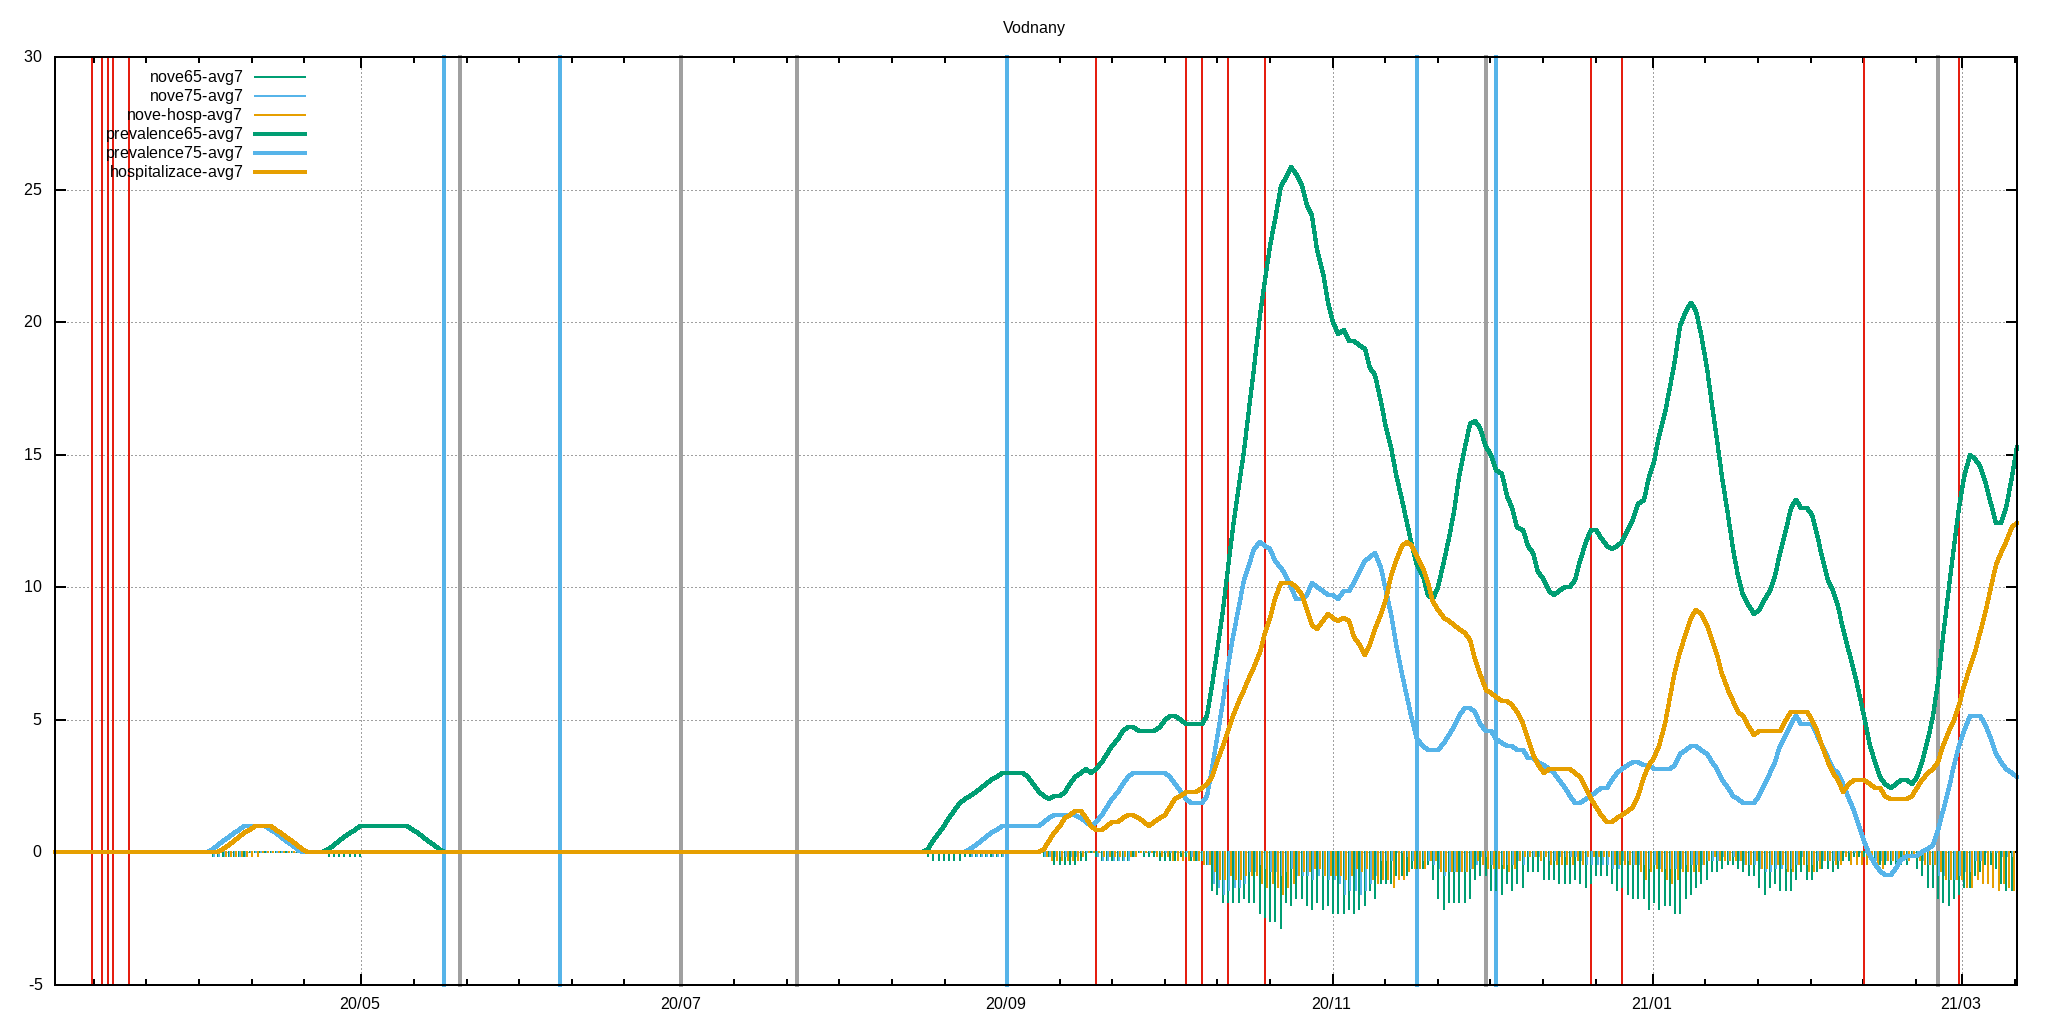 Vodnany
30
nove65-avg7
nove75-avg7
nove-hosp-avg7
prevalence65-avg7
prevalence75-avg7
hospitalizace-avg7
25
20
15
10
5
0
-5
20/05 20/07 20/09 20/11 21/01 21/03